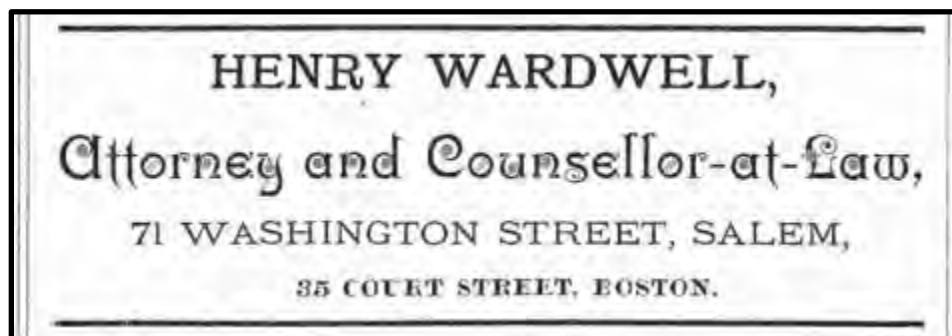 HENRY WARDWELL,
Attorney and Counsellor-at-Law,
71 WASHINGTON STREET, SALEM,
35 COURT STREET, BOSTON.